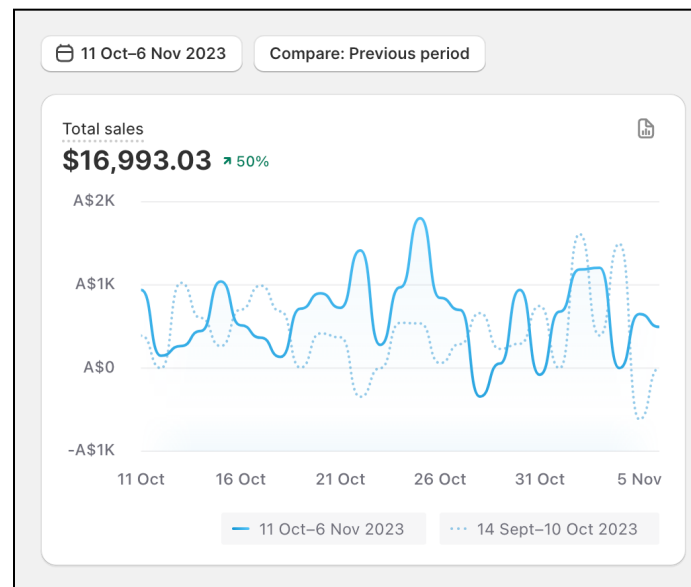 11 Oct–6 Nov 2023
Compare: Previous period
Total sales
$16,993.03 50%
A$2K
A$1K
A$0
-A$1K
11 Oct 16 Oct 21 Oct 26 Oct 31 Oct 5 Nov
11 Oct–6 Nov 2023 14 Sept–10 Oct 2023